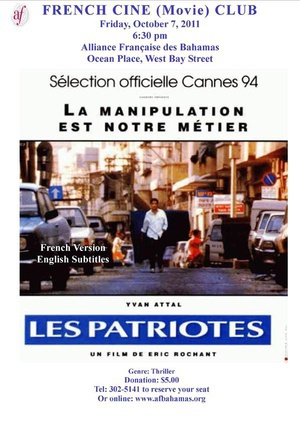 af
FRENCH CINE (Movie) CLUB
Friday, October 7, 2011
6:30 pm
Alliance Française des Bahamas
Ocean Place, West Bay Street
Sélection officielle Cannes 94
LA MANIPULATION
EST NOTRE MÉTIER
French Version
English Subtitles
YVAN ATTAL
LES PATRIOTES
UN FILM DE ERIC ROCHANT
Genre: Thriller
Donation: $5.00
Tel: 302-5141 to reserve your seat
Or online: www.afbahamas.org